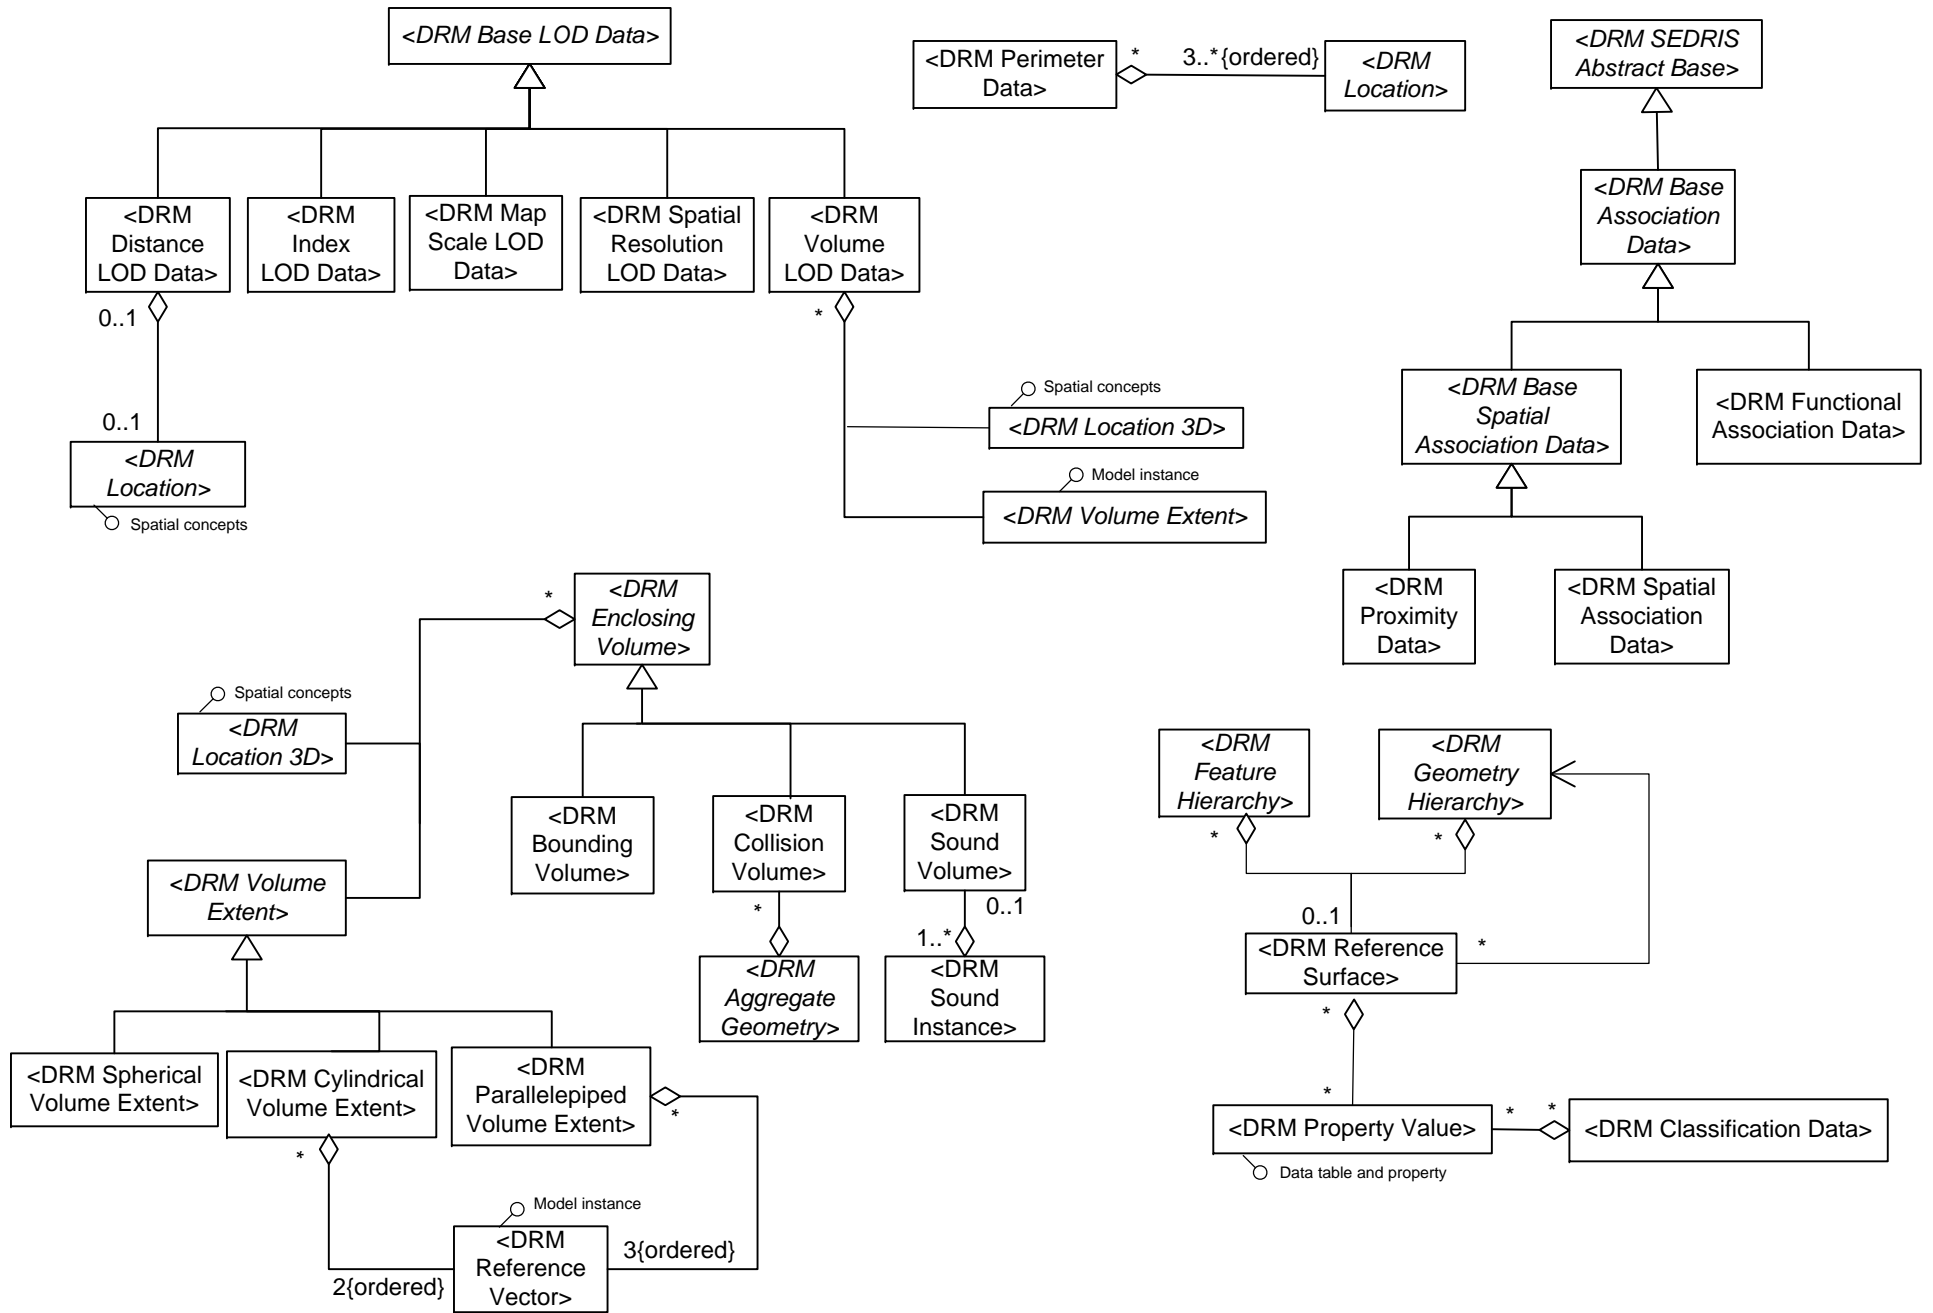 <DRM Base LOD Data>
<DRM
Distance
LOD Data>
<DRM
Index
LOD Data>
<DRM Map
Scale LOD
Data>
<DRM Spatial
Resolution
LOD Data>
<DRM
Volume
LOD Data>
0..1
0..1
<DRM
Location>
Spatial concepts
*
Spatial concepts
<DRM Location 3D>
Model instance
<DRM Volume Extent>
<DRM Perimeter
Data>
*
3..*{ordered}
<DRM
Location>
<DRM SEDRIS
Abstract Base>
<DRM Base
Association
Data>
<DRM Base
Spatial
Association Data>
<DRM Functional
Association Data>
<DRM
Proximity
Data>
<DRM Spatial
Association
Data>
<DRM
Enclosing
Volume>
*
Spatial concepts
<DRM
Location 3D>
<DRM Volume
Extent>
<DRM
Bounding
Volume>
<DRM
Collision
Volume>
<DRM
Sound
Volume>
*
0..1
1..*
<DRM
Aggregate
Geometry>
<DRM
Sound
Instance>
<DRM Spherical
Volume Extent>
<DRM Cylindrical
Volume Extent>
<DRM
Parallelepiped
Volume Extent>
*
*
Model instance
<DRM
Reference
Vector>
2{ordered}
3{ordered}
<DRM
Feature
Hierarchy>
<DRM
Geometry
Hierarchy>
*
*
0..1
<DRM Reference
Surface>
*
*
*
<DRM Property Value>
*
*
<DRM Classification Data>
Data table and property